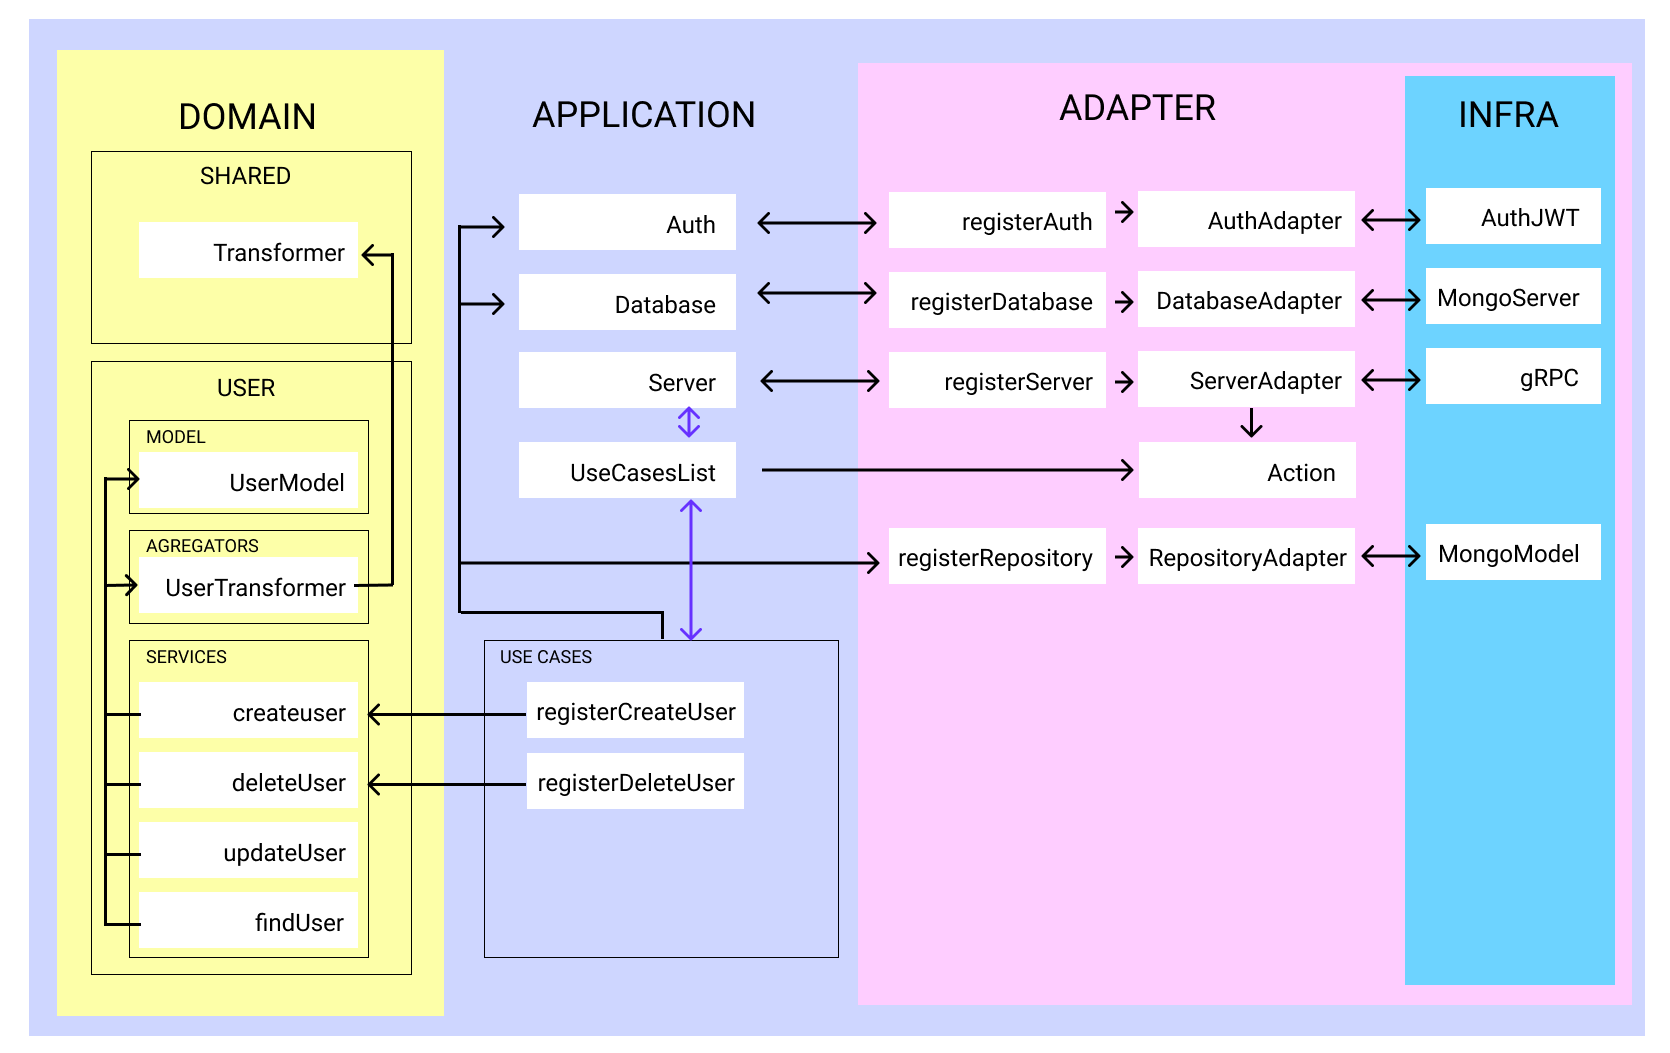 DOMAIN
SHARED
Transformer
USER
MODEL
UserModel
AGREGATORS
UserTransformer
SERVICES
createuser
deleteUser
updateUser
findUser
APPLICATION
Auth
Database
Server
UseCasesList
USE CASES
registerCreateUser
registerDeleteUser
ADAPTER
registerAuth
AuthAdapter
registerDatabase
DatabaseAdapter
registerServer
ServerAdapter
Action
registerRepository
RepositoryAdapter
INFRA
AuthJWT
MongoServer
gRPC
MongoModel